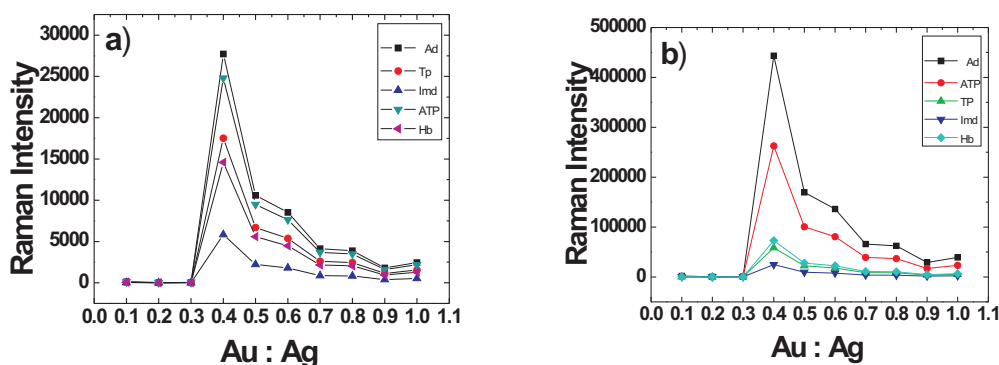 a)
Ad
Tp
Imd
ATP
Hb
Raman Intensity
30000
25000
20000
15000
10000
5000
0
0.0 0.1 0.2 0.3 0.4 0.5 0.6 0.7 0.8 0.9 1.0 1.1
Au : Ag
b)
Ad
ATP
TP
Imd
Hb
Raman Intensity
500000
400000
300000
200000
100000
0
0.0 0.1 0.2 0.3 0.4 0.5 0.6 0.7 0.8 0.9 1.0 1.1
Au : Ag